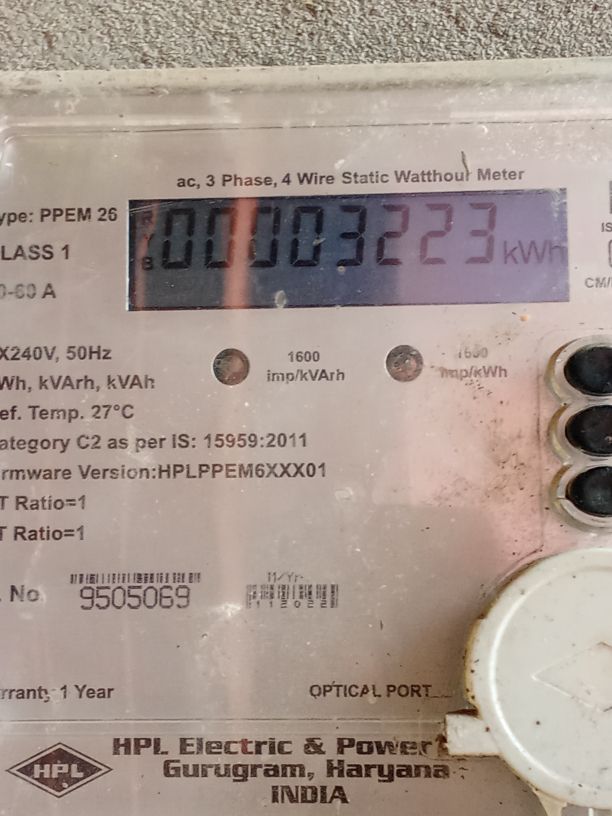 ac, 3 Phase, 4 Wire Static Watthour Meter
ype: PPEM 26
LASS 1
0-60 A
R
Y
B
00003223 kWh
IS
CM/
X240V, 50Hz
Wh, kVArh, kVAh
ef. Temp. 27°C
ategory C2 as per IS: 15959:2011
rmware Version:HPLPPEM6XXX01
T Ratio=1
T Ratio=1
1600
imp/kVArh
imp/kWh
. No
9505069
M/Yr
rranty 1 Year
OPTICAL PORT
HPL
HPL Electric & Power
Gurugram, Haryana
INDIA